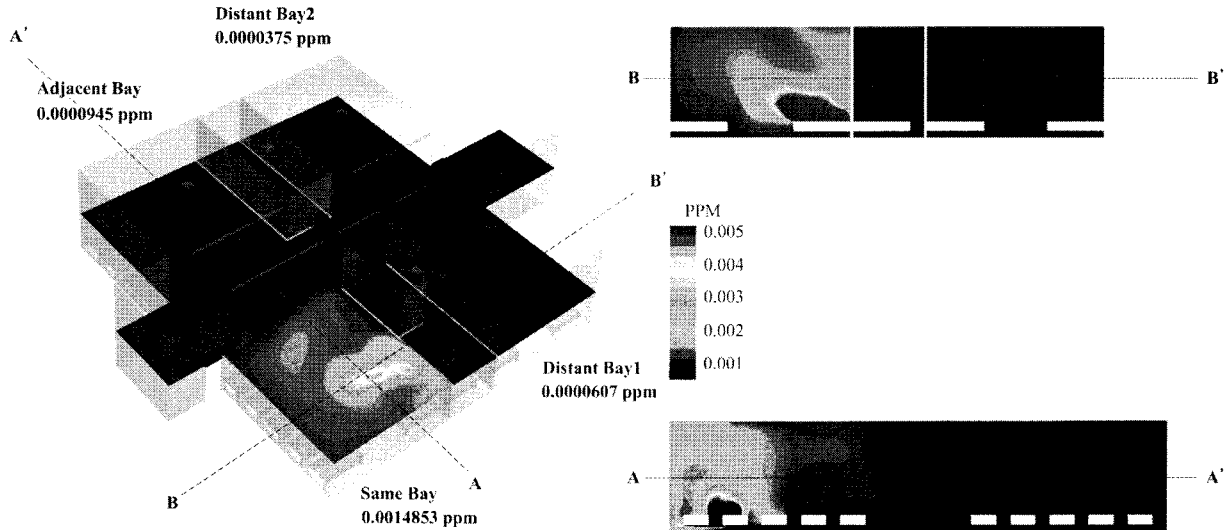 Distant Bay2
0.0000375 ppm
A'
Adjacent Bay
0.0000945 ppm
B'
Distant Bay1
0.0000607 ppm
B
A
Same Bay
0.0014853 ppm
B
B'
PPM
0.005
0.004
0.003
0.002
0.001
A
A'